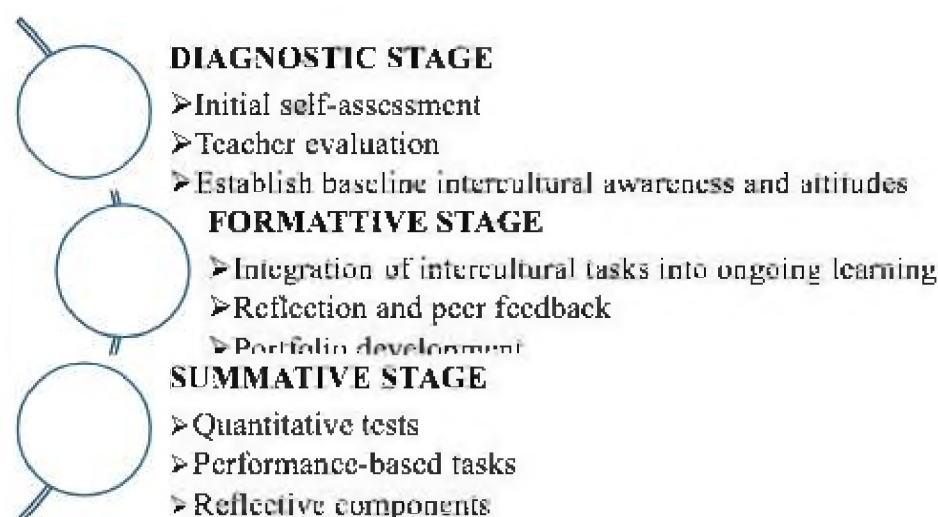 DIAGNOSTIC STAGE
➢Initial self-assessment
➢Teacher evaluation
➢Establish baseline intercultural awareness and attitudes
FORMATTIVE STAGE
➢Integration of intercultural tasks into ongoing learning
➢Reflection and peer feedback
➢Portfolio development
SUMMATIVE STAGE
➢Quantitative tests
➢Performance-based tasks
➢Reflective components